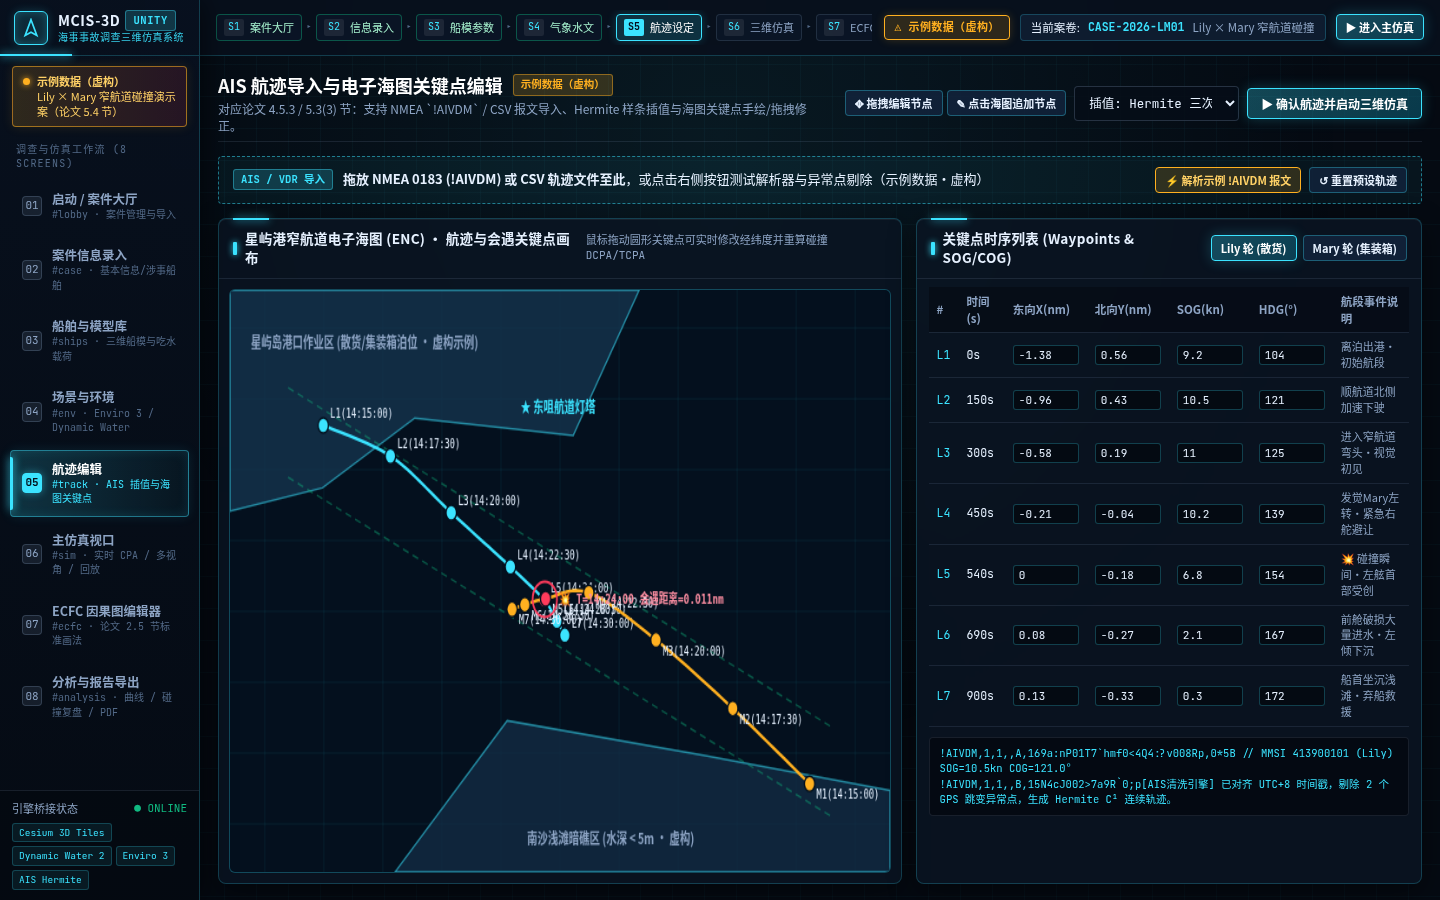 MCIS-3D UNITY
海事事故调查三维仿真系统
示例数据（虚构）
Lily × Mary 窄航道碰撞演示案（论文 5.4 节）
调查与仿真工作流 (8 SCREENS)
01 启动 / 案件大厅
#lobby · 案件管理与导入
02 案件信息录入
#case · 基本信息/涉事船舶
03 船舶与模型库
#ships · 三维船模与吃水载荷
04 场景与环境
#env · Enviro 3 / Dynamic Water
05 航迹编辑
#track · AIS 插值与海图关键点
06 主仿真视口
#sim · 实时 CPA / 多视角 / 回放
07 ECFC 因果图编辑器
#ecfc · 论文 2.5 节标准画法
08 分析与报告导出
#analysis · 曲线 / 碰撞复盘 / PDF
引擎桥接状态 ● ONLINE
Cesium 3D Tiles
Dynamic Water 2 Enviro 3
AIS Hermite
S1 案件大厅 S2 信息录入 S3 船模参数 S4 气象水文 S5 航迹设定 S6 三维仿真 S7 ECFC
⚠ 示例数据（虚构）
当前案卷: CASE-2026-LM01 Lily × Mary 窄航道碰撞
▶ 进入主仿真
AIS 航迹导入与电子海图关键点编辑 示例数据（虚构）
对应论文 4.5.3 / 5.3(3) 节：支持 NMEA `!AIVDM` / CSV 报文导入、Hermite 样条插值与海图关键点手绘/拖拽修正。
✥ 拖拽编辑节点 ✎ 点击海图追加节点 插值: Hermite 三次 ▶ 确认航迹并启动三维仿真
AIS / VDR 导入 拖放 NMEA 0183 (!AIVDM) 或 CSV 轨迹文件至此，或点击右侧按钮测试解析器与异常点剔除（示例数据・虚构）
⚡ 解析示例 !AIVDM 报文 ↺ 重置预设轨迹
星屿港窄航道电子海图 (ENC) · 航迹与会遇关键点画布
鼠标拖动圆形关键点可实时修改经纬度并重算碰撞 DCPA/TCPA
星屿岛港口作业区 (散货/集装箱泊位 · 虚构示例)
★ 东咀航道灯塔
L1(14:15:00)
L2(14:17:30)
L3(14:20:00)
L4(14:22:30)
会遇距离=0.011nm
L7(14:30:00)
M3(14:20:00)
M2(14:17:30)
M1(14:15:00)
南沙浅滩暗礁区 (水深 < 5m · 虚构)
关键点时序列表 (Waypoints & SOG/COG)
Lily 轮 (散货) Mary 轮 (集装箱)
# 时间(s) 东向X(nm) 北向Y(nm) SOG(kn) HDG(°) 航段事件说明
L1 0s -1.38 0.56 9.2 104 离泊出港・初始航段
L2 150s -0.96 0.43 10.5 121 顺航道北侧加速下驶
L3 300s -0.58 0.19 11 125 进入窄航道弯头・视觉初见
L4 450s -0.21 -0.04 10.2 139 发觉Mary左转・紧急右舵避让
L5 540s 0 -0.18 6.8 154 💥 碰撞瞬间・左舷首部受创
L6 690s 0.08 -0.27 2.1 167 前舱破损大量进水・左倾下沉
L7 900s 0.13 -0.33 0.3 172 船首坐沉浅滩・弃船救援
!AIVDM,1,1,,A,169a:nP01T7`hmf0<4Q4:?v008Rp,0*5B // MMSI 413900101 (Lily) SOG=10.5kn COG=121.0°
!AIVDM,1,1,,B,15N4cJ002>7a9R`0;p[AIS清洗引擎] 已对齐 UTC+8 时间戳，剔除 2 个 GPS 跳变异常点，生成 Hermite C¹ 连续轨迹。